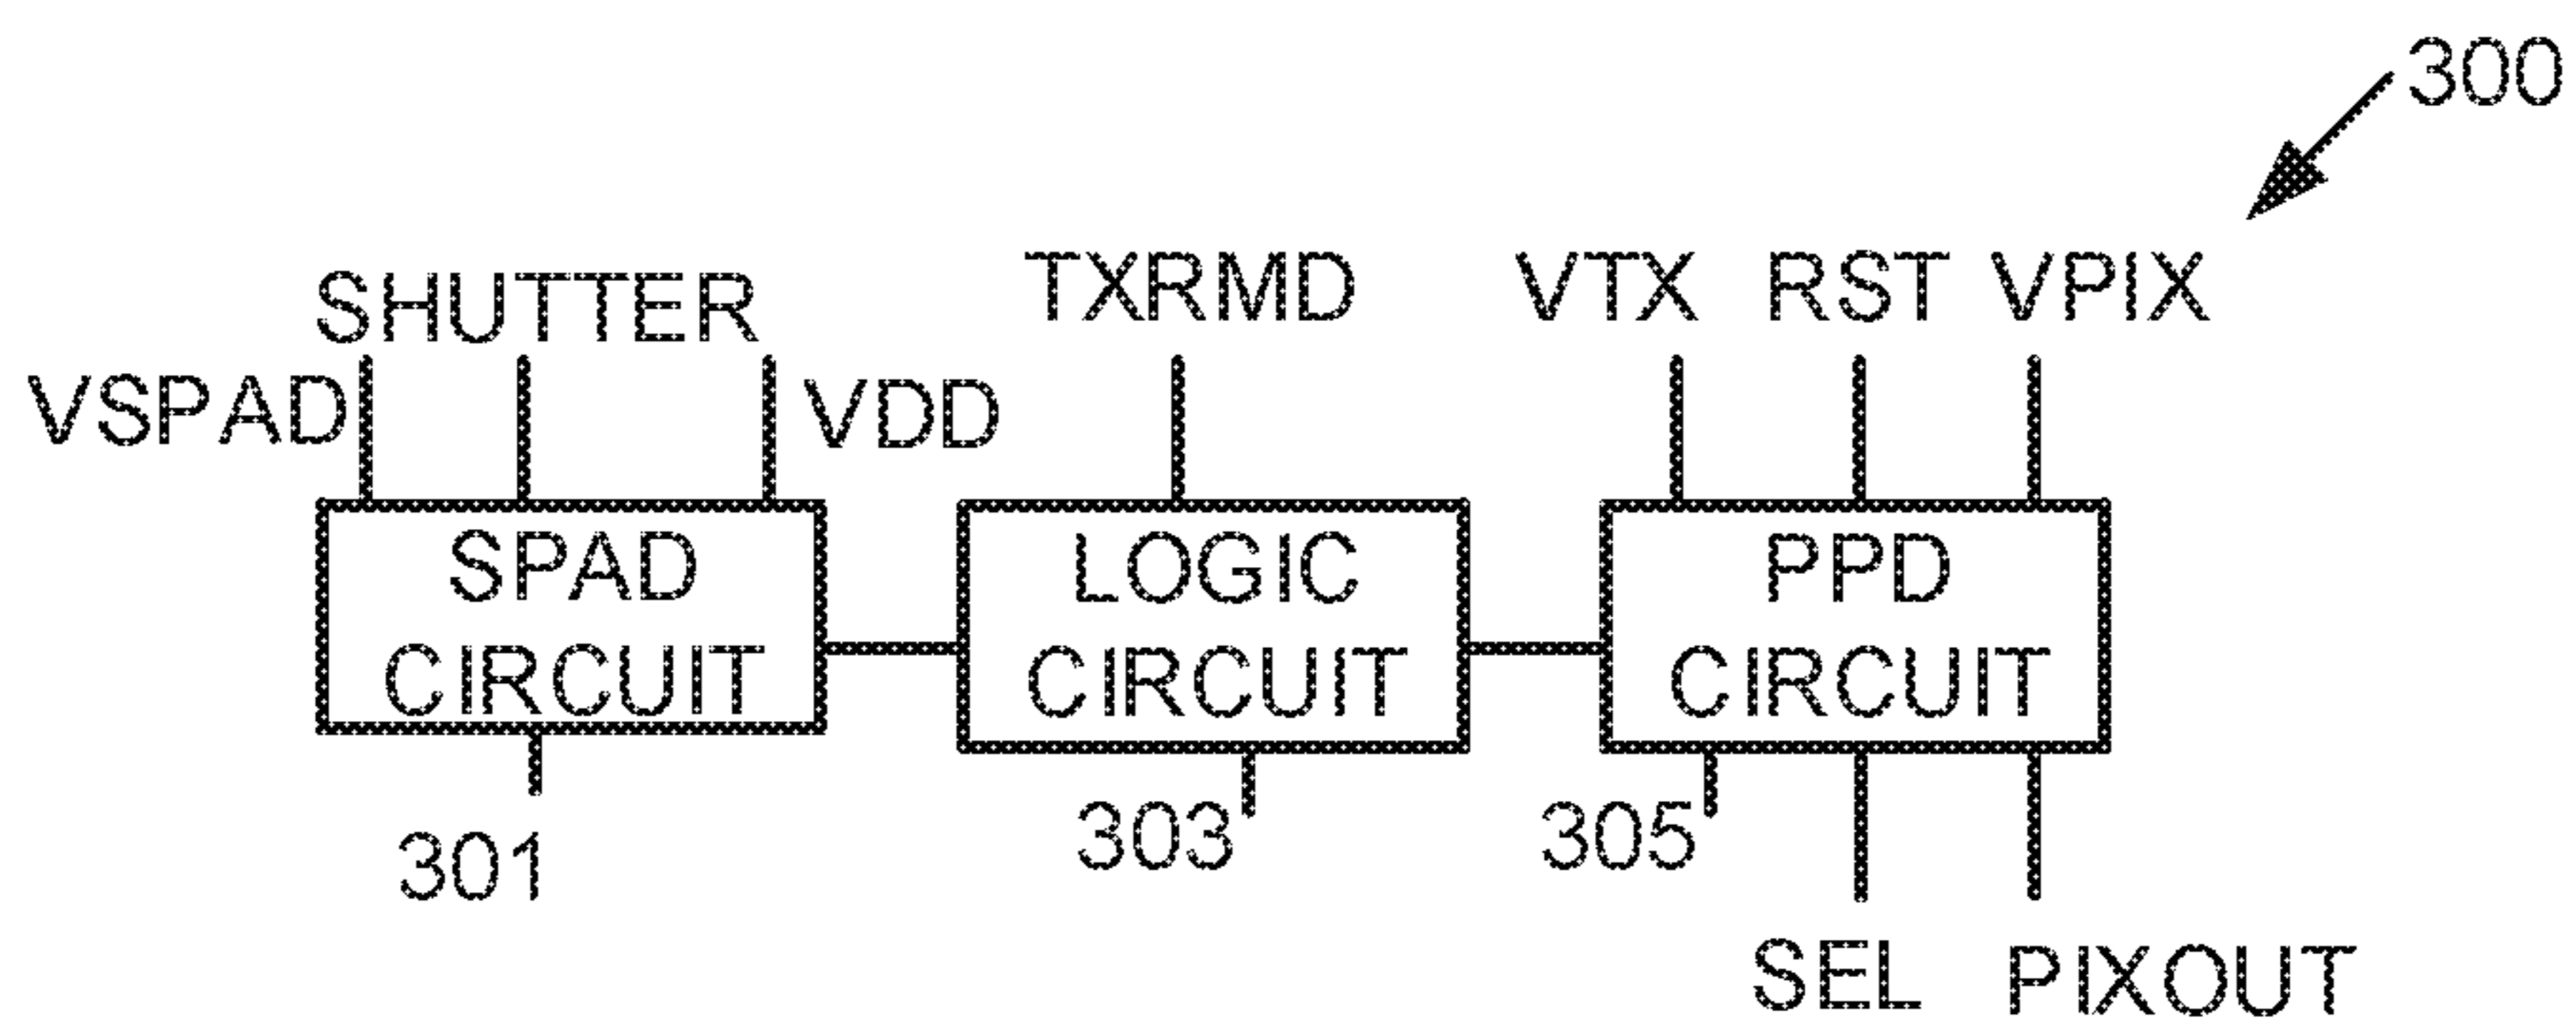 300
SHUTTER
TXRMD
VTX RST VPIX
VSPAD
VDD
SPAD
CIRCUIT
LOGIC
CIRCUIT
PPD
CIRCUIT
301
303
305
SEL
PIXOUT